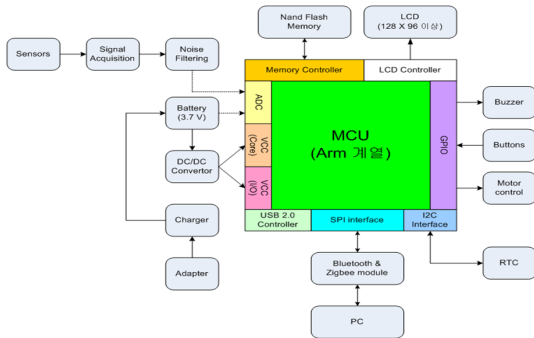 Nand Flash
Memory
LCD
(128 X 96 이상)
Sensors
Signal
Acquisition
Noise
Filtering
Memory Controller
LCD Controller
ADC
Battery
(3.7 V)
Buzzer
MCU
(Arm 계열)
GPIO
VCC
(Core)
Buttons
DC/DC
Convertor
VCC
(I/O)
Motor
control
USB 2.0
Controller
SPI interface
I2C
Interface
Charger
Adapter
Bluetooth &
Zigbee module
RTC
PC